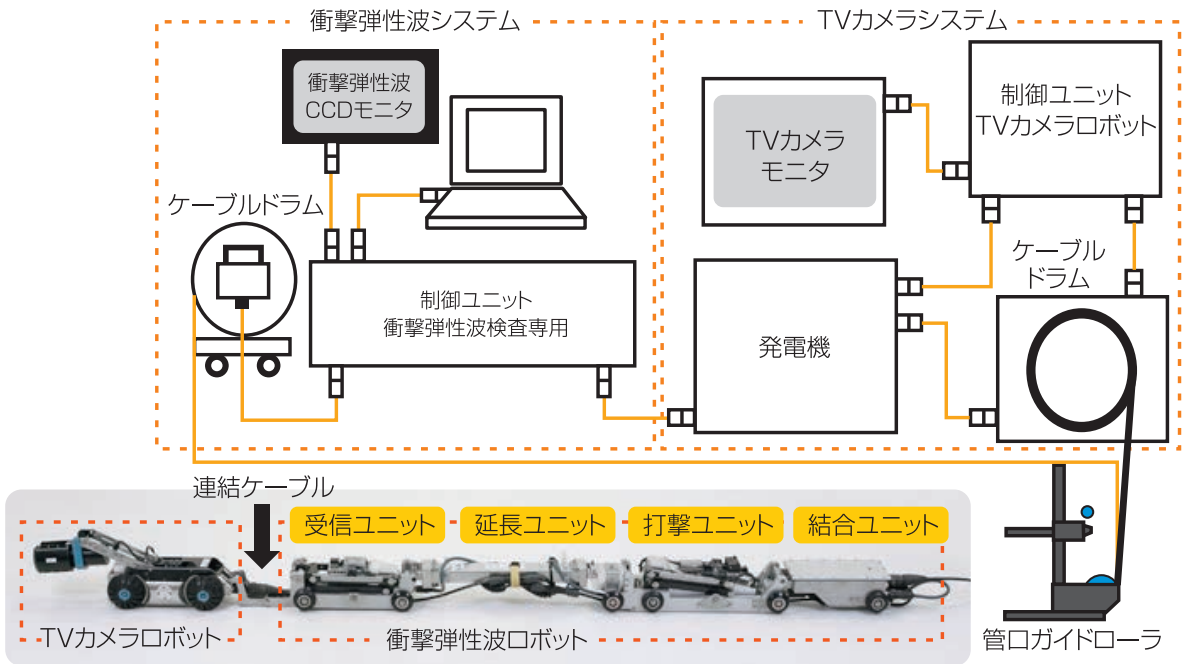 衝撃弾性波システム
TVカメラシステム
衝撃弾性波
CCDモニタ
TVカメラ
モニタ
制御ユニット
TVカメラロボット
ケーブルドラム
ケーブル
ドラム
制御ユニット
衝撃弾性波検査専用
発電機
連結ケーブル
受信ユニット
延長ユニット
打撃ユニット
結合ユニット
TVカメラロボット
衝撃弾性波ロボット
管口ガイドローラ